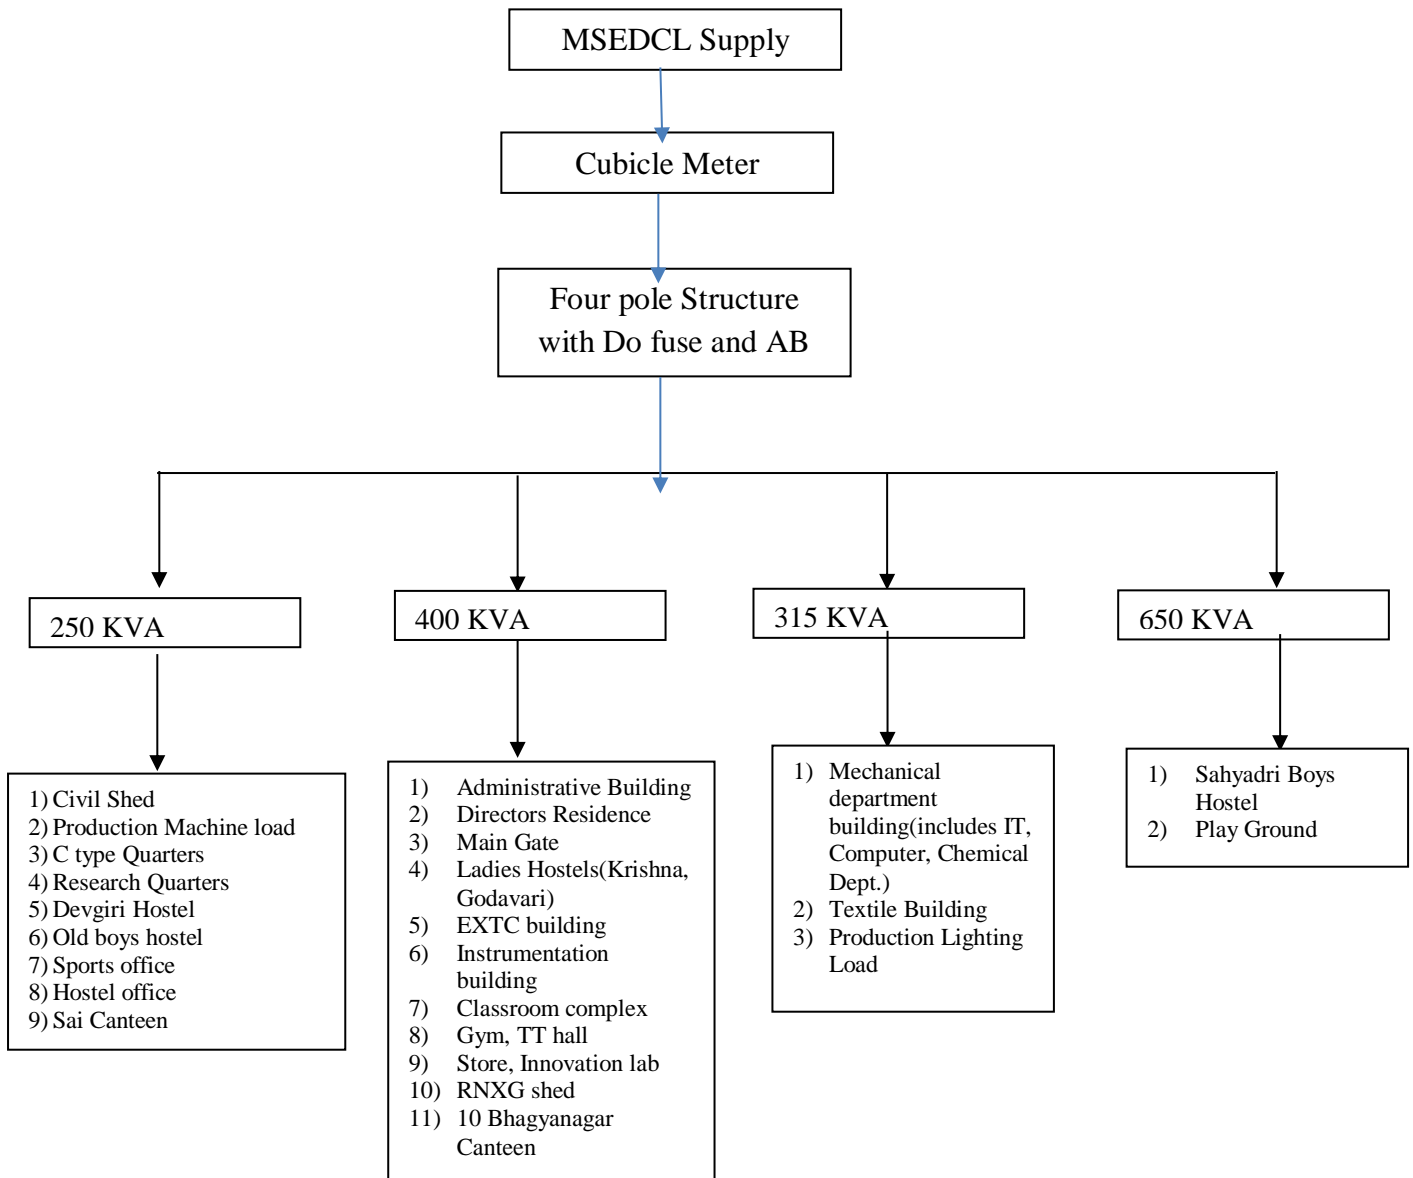 MSEDCL Supply
Cubicle Meter
Four pole Structure
with Do fuse and AB
250 KVA
400 KVA
315 KVA
650 KVA
1) Civil Shed
2) Production Machine load
3) C type Quarters
4) Research Quarters
5) Devgiri Hostel
6) Old boys hostel
7) Sports office
8) Hostel office
9) Sai Canteen
1) Administrative Building
2) Directors Residence
3) Main Gate
4) Ladies Hostels(Krishna,
Godavari)
5) EXTC building
6) Instrumentation
building
7) Classroom complex
8) Gym, TT hall
9) Store, Innovation lab
10) RNXG shed
11) 10 Bhagyanagar
Canteen
1) Mechanical
department
building(includes IT,
Computer, Chemical
Dept.)
2) Textile Building
3) Production Lighting
Load
1) Sahyadri Boys
Hostel
2) Play Ground